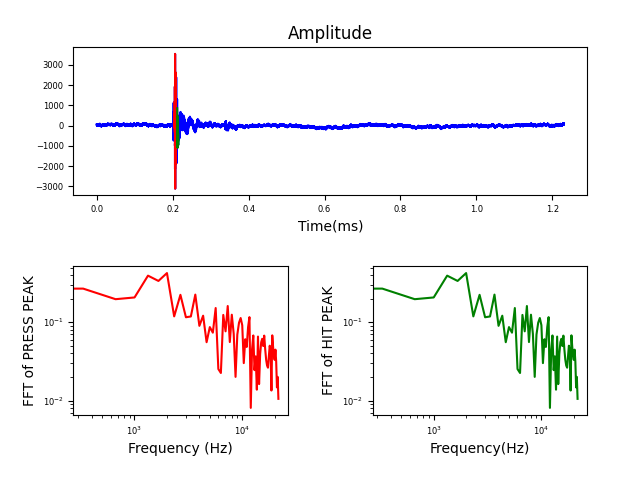 Amplitude
3000
2000
1000
0
−1000
−2000
−3000
0.0 0.2 0.4 0.6 0.8 1.0 1.2
Time(ms)
FFT of PRESS PEAK
10⁻¹
10⁻²
10³ 10⁴
Frequency (Hz)
FFT of HIT PEAK
10⁻¹
10⁻²
10³ 10⁴
Frequency(Hz)